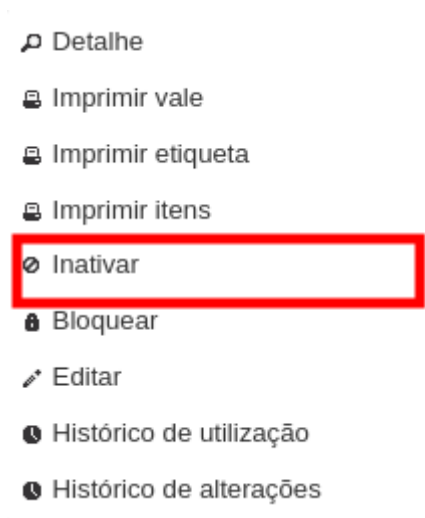 Detalhe
Imprimir vale
Imprimir etiqueta
Imprimir itens
Inativar
Bloquear
Editar
Histórico de utilização
Histórico de alterações